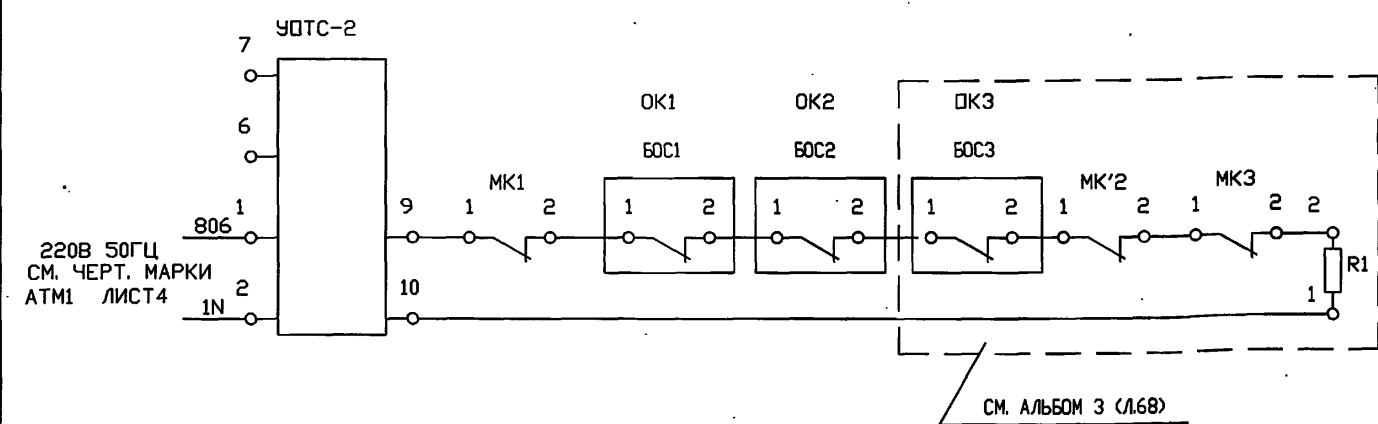 УОТС-2
7
ОК1 ОК2 ОК3
6
БОС1 БОС2 БОС3
МК1 МК'2 МК3
1 9 1 2 1 2 1 2 1 2 1 2 1 2 2
806
220В 50ГЦ
СМ. ЧЕРТ. МАРКИ
АТМ1 ЛИСТ4
R1
2 10 1
1N
СМ. АЛЬБОМ 3 (Л.68)